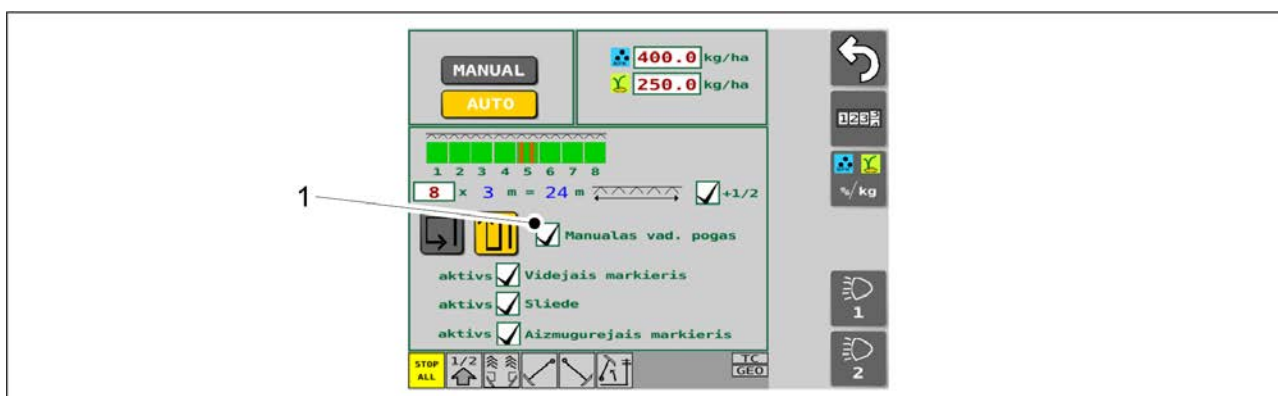 MANUAL
AUTO
400.0 kg/ha
250.0 kg/ha
1 2 3 4 5 6 7 8
8 x 3 m = 24 m +1/2
1
Manualas vad. pogas
aktivs Videjais markieris
aktivs Sliede
aktivs Aizmugurejais markieris
STOP ALL
1/2
TC
GEO
123
%/kg
1
2